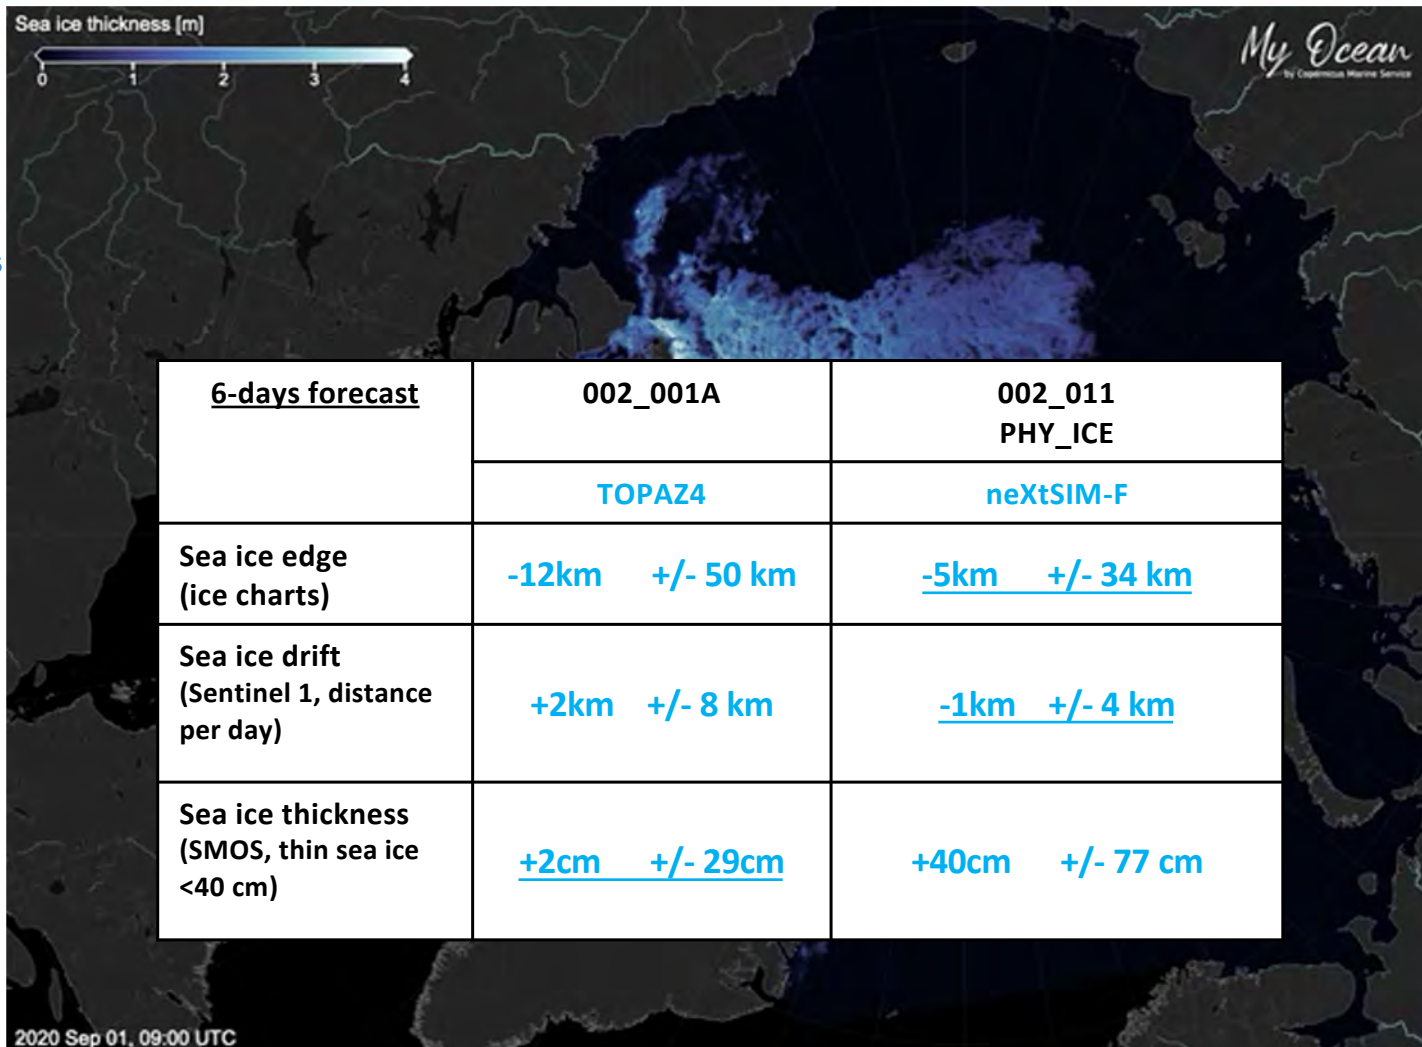 Sea ice thickness [m]
0 1 2 3 4
My Ocean
by Copernicus Marine Service
6-days forecast
002_001A
002_011
PHY_ICE
TOPAZ4
neXtSIM-F
Sea ice edge
(ice charts)
-12km +/- 50 km
-5km +/- 34 km
Sea ice drift
(Sentinel 1, distance
per day)
+2km +/- 8 km
-1km +/- 4 km
Sea ice thickness
(SMOS, thin sea ice
<40 cm)
+2cm +/- 29cm
+40cm +/- 77 cm
2020 Sep 01, 09:00 UTC